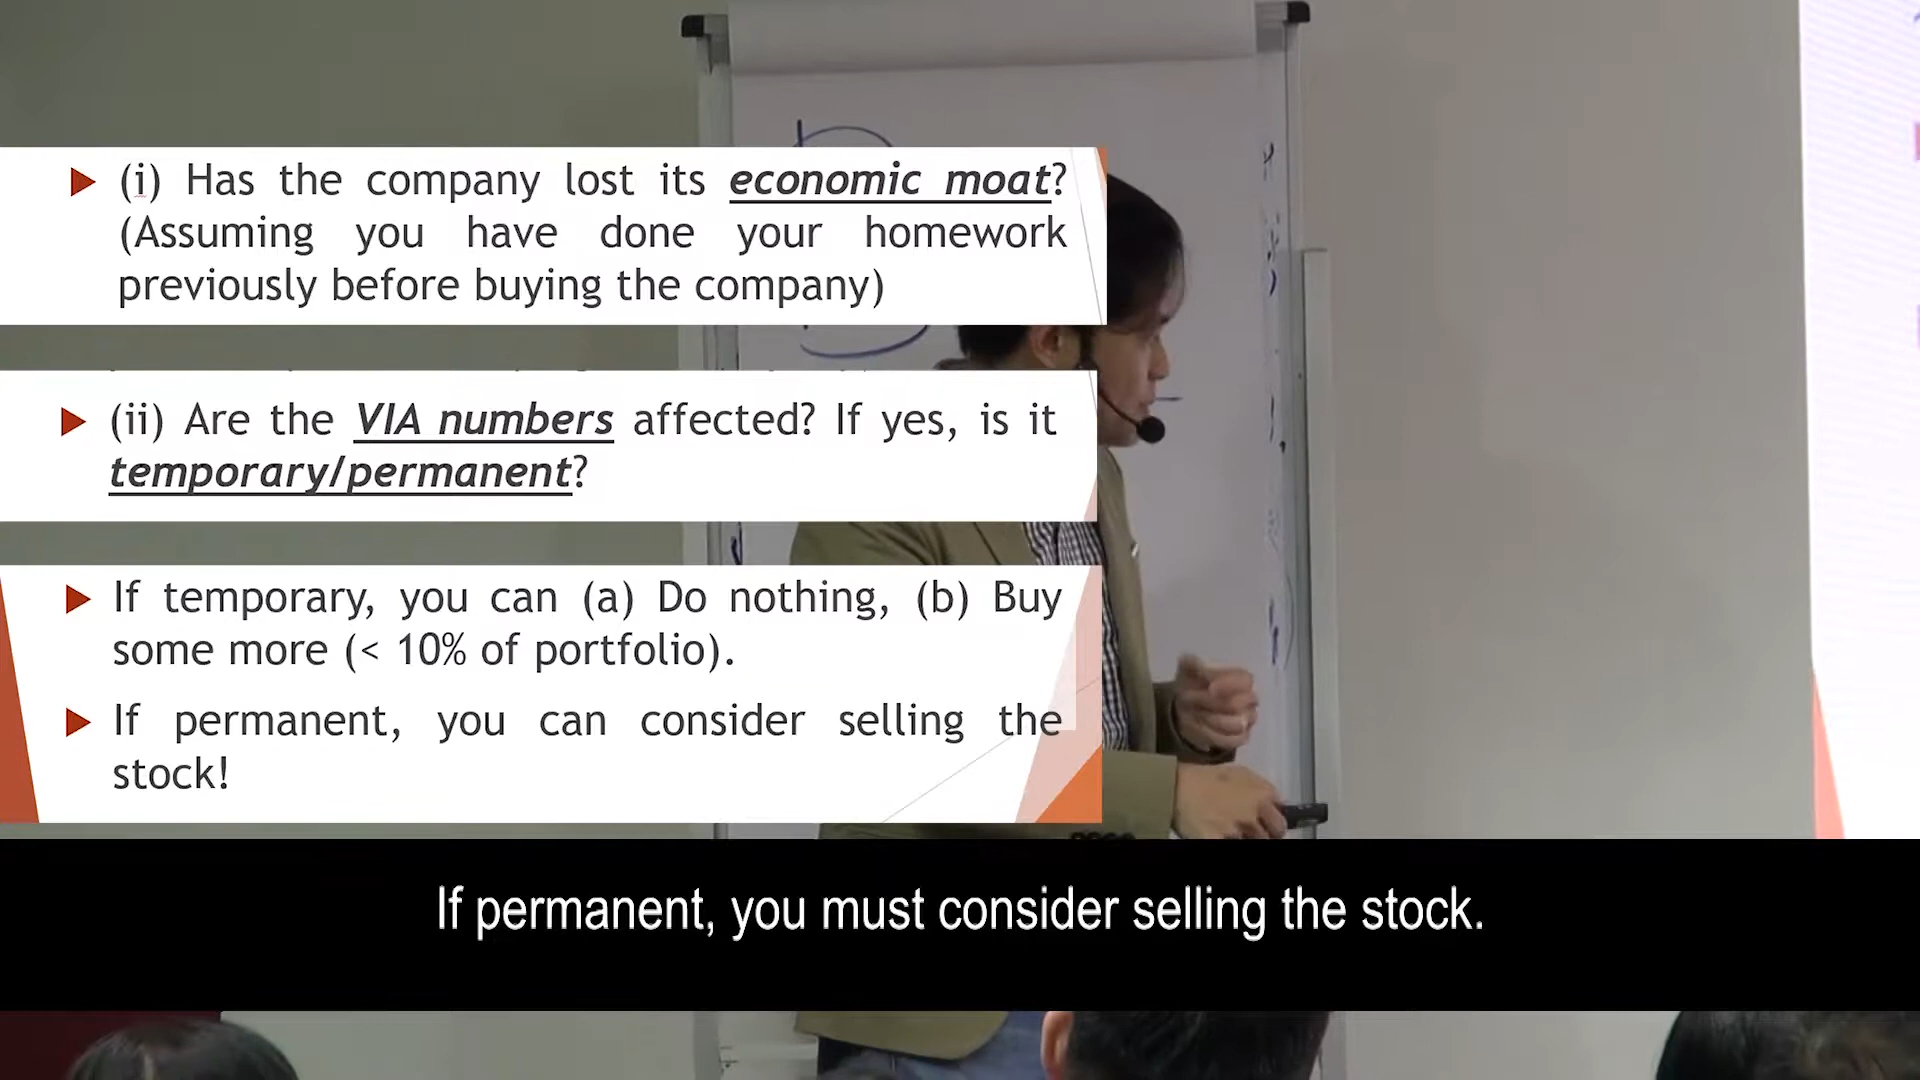 (i) Has the company lost its economic moat?
(Assuming you have done your homework
previously before buying the company)
(ii) Are the VIA numbers affected? If yes, is it
temporary/permanent?
If temporary, you can (a) Do nothing, (b) Buy
some more (< 10% of portfolio).
If permanent, you can consider selling the
stock!
If permanent, you must consider selling the stock.